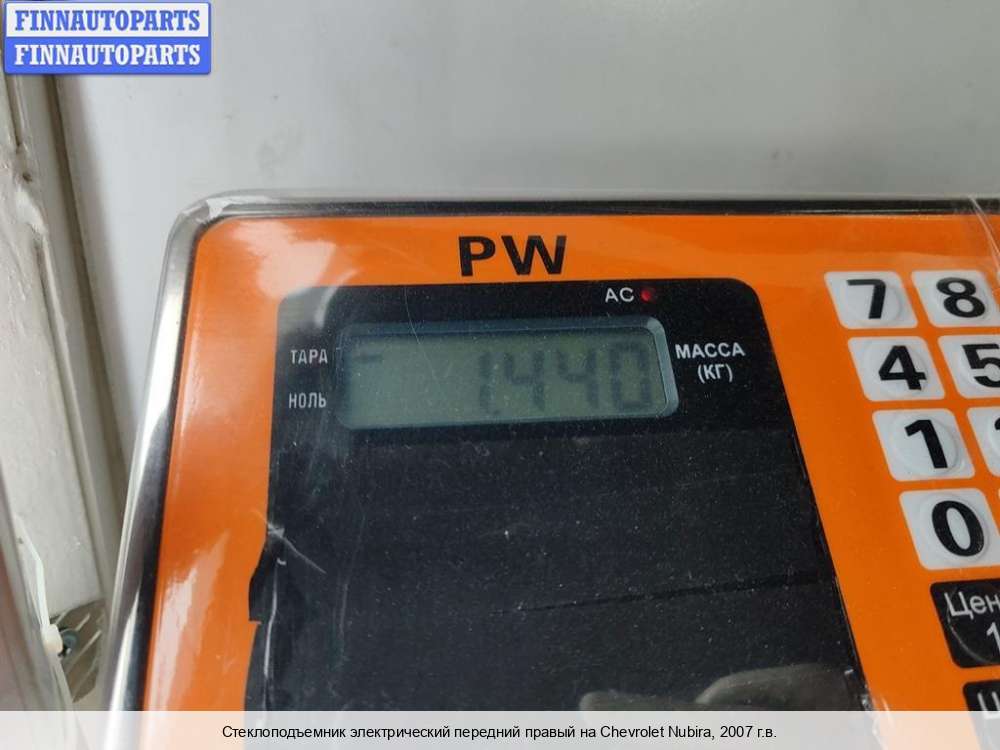 FINNAUTOPARTS
FINNAUTOPARTS
PW
AC
ТАРА
НОЛЬ
1.440
МАССА
(КГ)
7 8
4 5
1
0
Стеклоподъемник электрический передний правый на Chevrolet Nubira, 2007 г.в.